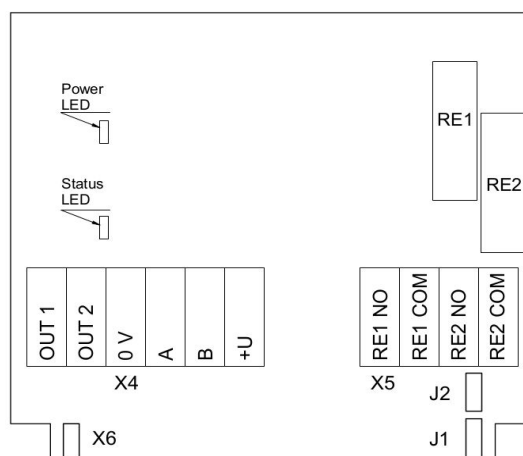 Power
LED
RE1
RE2
Status
LED
OUT 1
OUT 2
0 V
A
B
+U
RE1 NO
RE1 COM
RE2 NO
RE2 COM
X4
X5
J2
X6
J1